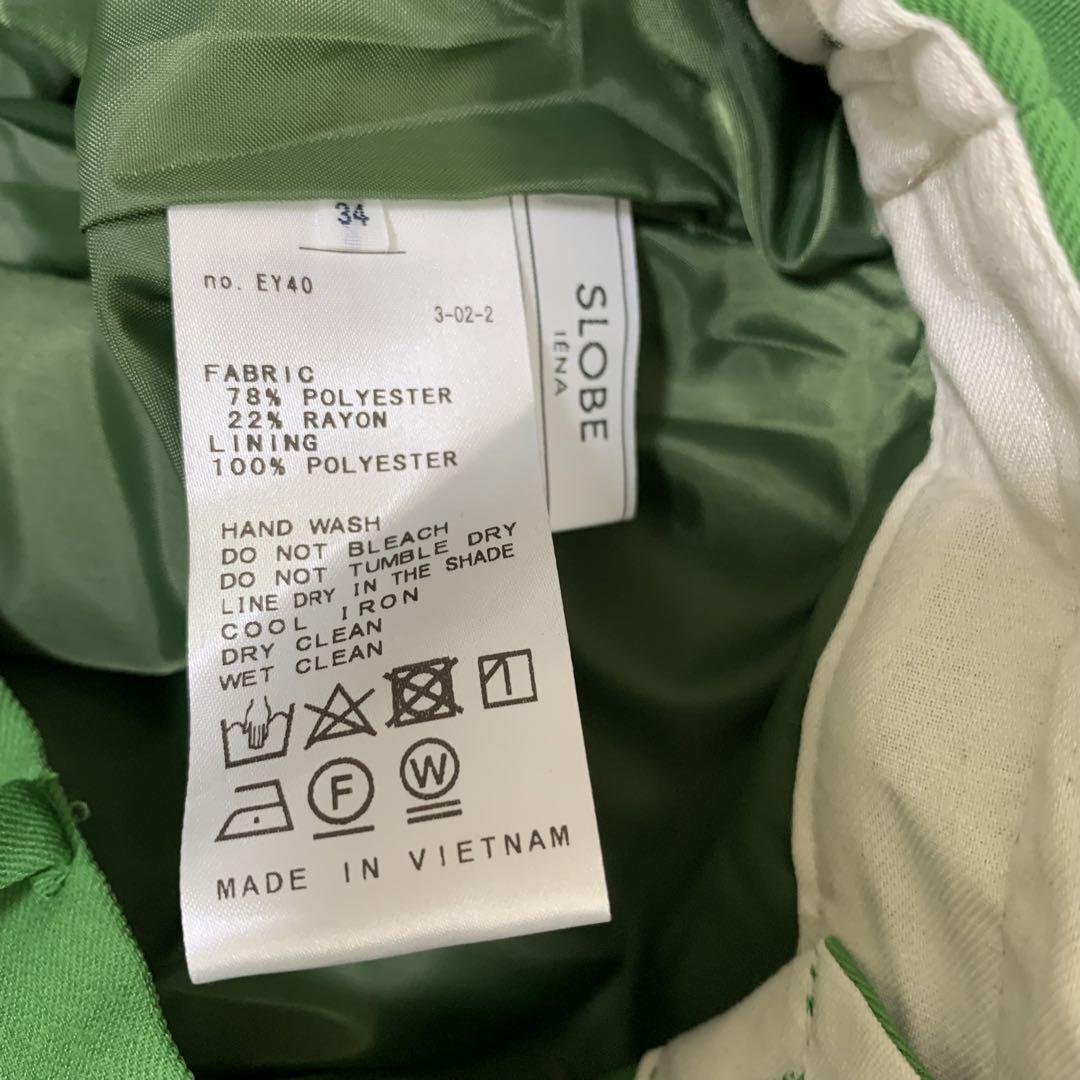 34
no. EY40
3-02-2
FABRIC
78% POLYESTER
22% RAYON
LINING
100% POLYESTER
HAND WASH
DO NOT BLEACH
DO NOT TUMBLE DRY
LINE DRY IN THE SHADE
COOL IRON
DRY CLEAN
WET CLEAN
F
W
MADE IN VIETNAM
SLOBE
IÉNA